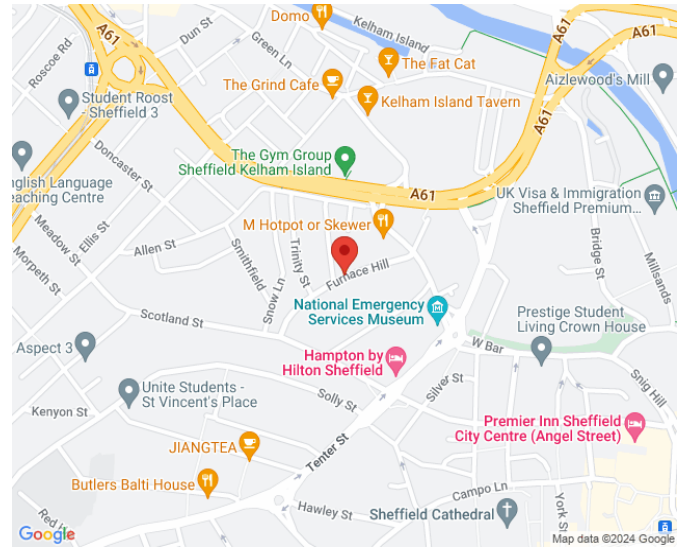 Domo
Kelham Island
Dun St
Green Ln
A61
Roscoe Rd
The Fat Cat
Aizlewood's Mill
The Grind Cafe
Kelham Island Tavern
Student Roost
- Sheffield 3
A61
A61
Doncaster St
The Gym Group
Sheffield Kelham Island
nglish Language
eaching Centre
A61
UK Visa & Immigration
Sheffield Premium...
Meadow St
Ellis St
Allen St
M Hotpot or Skewer
Morpeth St
Smithfield
Trinity St
Snow Ln
Furnace Hill
Bridge St
Millsands
Scotland St
National Emergency
Services Museum
Prestige Student
Living Crown House
W Bar
Aspect 3
Hampton by
Hilton Sheffield
Silver St
Snig Hill
Unite Students -
St Vincent's Place
Solly St
Kenyon St
Premier Inn Sheffield
City Centre (Angel Street)
JIANGTEA
Tenter St
Butlers Balti House
Campo Ln
York St
Hawley St
Sheffield Cathedral
Red
Google
Map data ©2024 Google